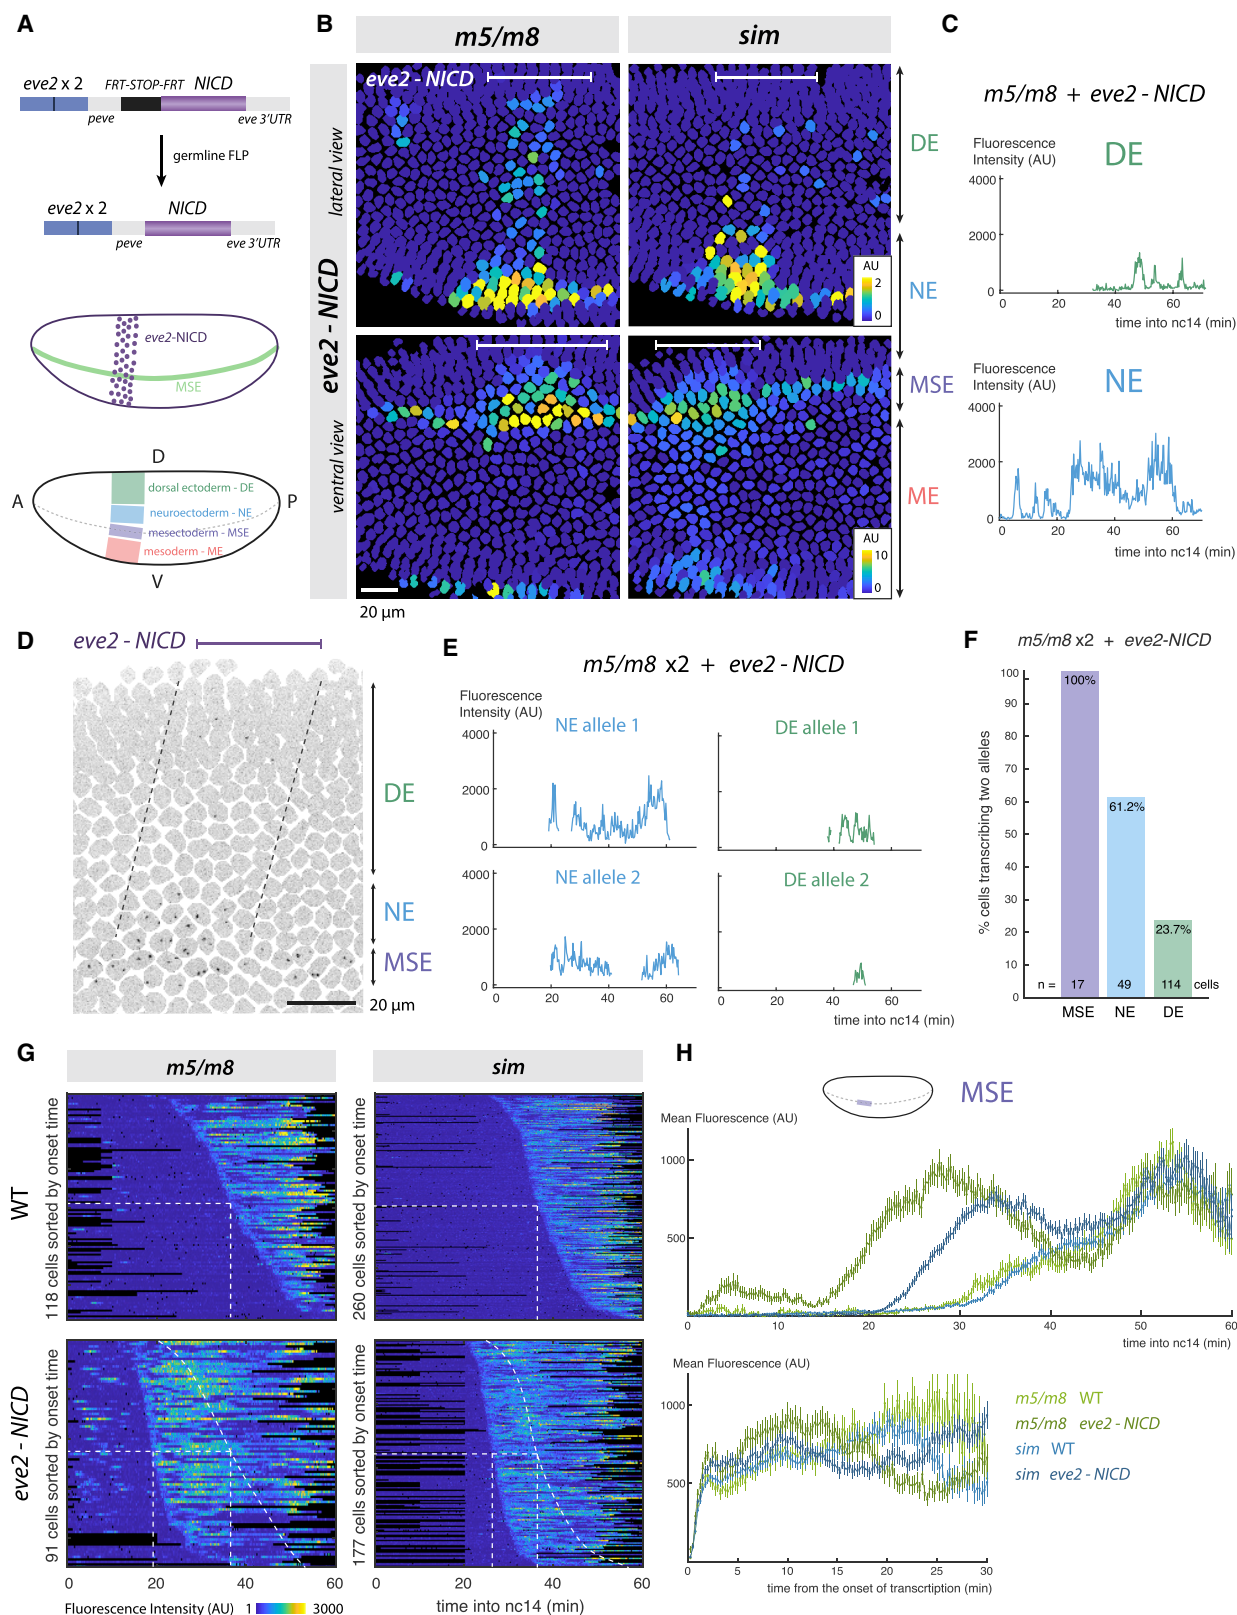 A
eve2 x 2
FRT-STOP-FRT
NICD
peve
eve 3'UTR
germline FLP
eve2 x 2
NICD
peve
eve 3'UTR
eve2-NICD
MSE
D
A
P
dorsal ectoderm - DE
neuroectoderm - NE
mesectoderm - MSE
mesoderm - ME
V
B
m5/m8
sim
eve2 - NICD
lateral view
ventral view
eve2 - NICD
AU
2
0
AU
10
0
20 µm
DE
NE
MSE
ME
C
m5/m8 + eve2 - NICD
Fluorescence
Intensity (AU)
DE
4000
2000
0
0 20 40 60
time into nc14 (min)
Fluorescence
Intensity (AU)
NE
4000
2000
0
0 20 40 60
time into nc14 (min)
D
eve2 - NICD
DE
NE
MSE
20 µm
E
m5/m8 x2 + eve2 - NICD
Fluorescence
Intensity (AU)
NE allele 1
DE allele 1
4000
2000
0
NE allele 2
DE allele 2
4000
2000
0
0 20 40 60
0 20 40 60
time into nc14 (min)
F
m5/m8 x2 + eve2-NICD
% cells transcribing two alleles
100
90
80
70
60
50
40
30
20
10
0
100%
61.2%
23.7%
n = 17 49 114 cells
MSE NE DE
G
m5/m8
sim
WT
118 cells sorted by onset time
260 cells sorted by onset time
eve2 - NICD
91 cells sorted by onset time
177 cells sorted by onset time
0 20 40 60
0 20 40 60
Fluorescence Intensity (AU) 1 3000
time into nc14 (min)
H
MSE
Mean Fluorescence (AU)
1000
500
0 10 20 30 40 50 60
time into nc14 (min)
Mean Fluorescence (AU)
1000
500
0 5 10 15 20 25 30
time from the onset of transcrtiption (min)
m5/m8 WT
m5/m8 eve2 - NICD
sim WT
sim eve2 - NICD